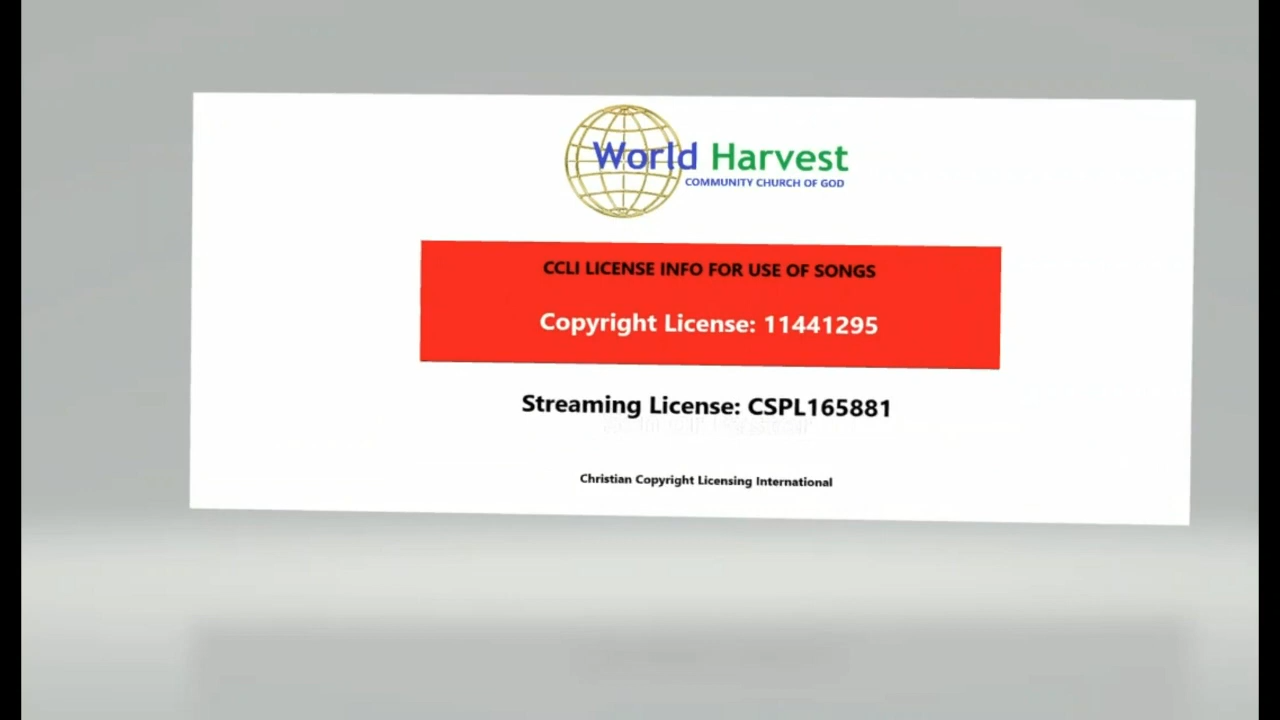 World Harvest
COMMUNITY CHURCH OF GOD
CCLI LICENSE INFO FOR USE OF SONGS
Copyright License: 11441295
Streaming License: CSPL165881
Christian Copyright Licensing International